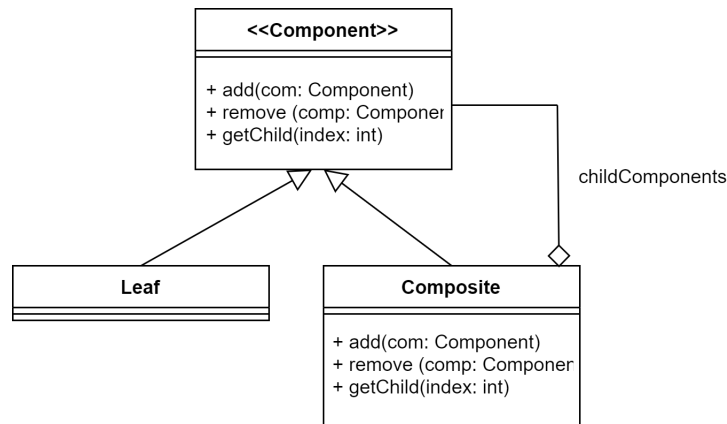 <<Component>>
+ add(com: Component)
+ remove (comp: Componer
+ getChild(index: int)
childComponents
Leaf
Composite
+ add(com: Component)
+ remove (comp: Componer
+ getChild(index: int)